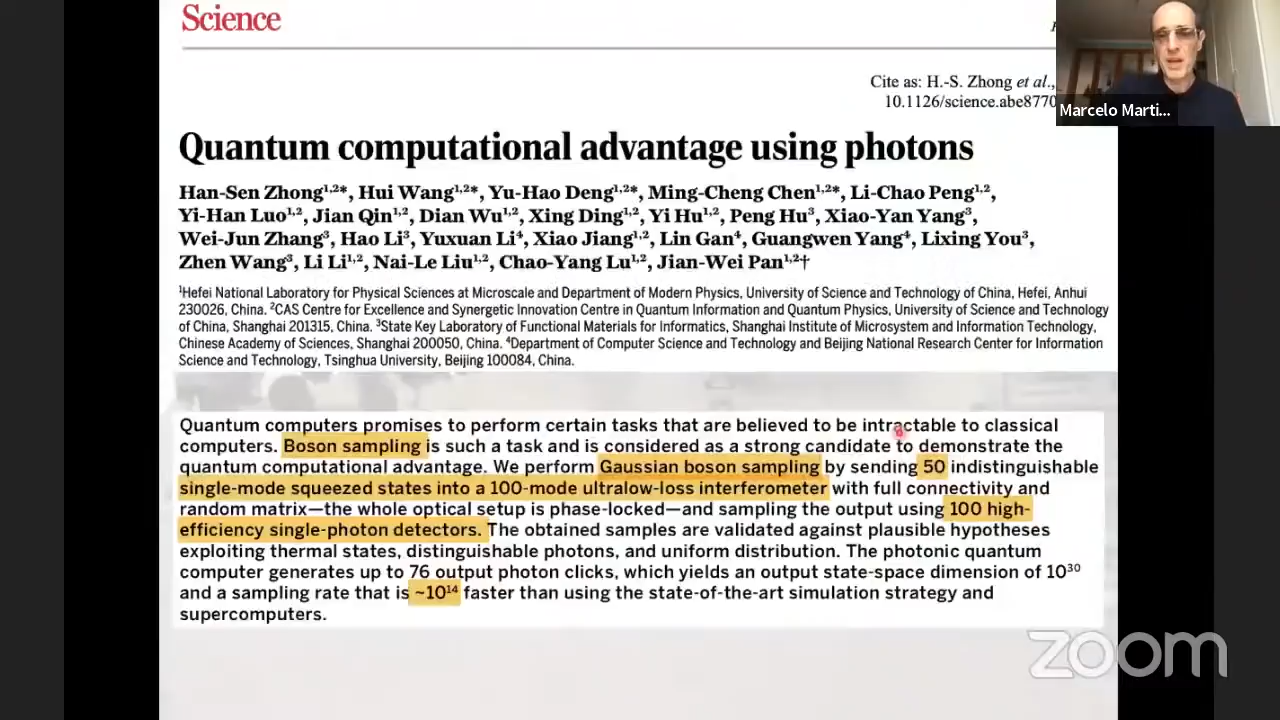 Science
Cite as: H.-S. Zhong et al.,
10.1126/science.abe8770
Marcelo Marti...
Quantum computational advantage using photons
Han-Sen Zhong¹,²*, Hui Wang¹,²*, Yu-Hao Deng¹,²*, Ming-Cheng Chen¹,²*, Li-Chao Peng¹,²,
Yi-Han Luo¹,², Jian Qin¹,², Dian Wu¹,², Xing Ding¹,², Yi Hu¹,², Peng Hu³, Xiao-Yan Yang³,
Wei-Jun Zhang³, Hao Li³, Yuxuan Li⁴, Xiao Jiang¹,², Lin Gan⁴, Guangwen Yang⁴, Lixing You³,
Zhen Wang³, Li Li¹,², Nai-Le Liu¹,², Chao-Yang Lu¹,², Jian-Wei Pan¹,²†
¹Hefei National Laboratory for Physical Sciences at Microscale and Department of Modern Physics, University of Science and Technology of China, Hefei, Anhui
230026, China. ²CAS Centre for Excellence and Synergetic Innovation Centre in Quantum Information and Quantum Physics, University of Science and Technology
of China, Shanghai 201315, China. ³State Key Laboratory of Functional Materials for Informatics, Shanghai Institute of Microsystem and Information Technology,
Chinese Academy of Sciences, Shanghai 200050, China. ⁴Department of Computer Science and Technology and Beijing National Research Center for Information
Science and Technology, Tsinghua University, Beijing 100084, China.
Quantum computers promises to perform certain tasks that are believed to be intractable to classical
computers. Boson sampling is such a task and is considered as a strong candidate to demonstrate the
quantum computational advantage. We perform Gaussian boson sampling by sending 50 indistinguishable
single-mode squeezed states into a 100-mode ultralow-loss interferometer with full connectivity and
random matrix—the whole optical setup is phase-locked—and sampling the output using 100 high-
efficiency single-photon detectors. The obtained samples are validated against plausible hypotheses
exploiting thermal states, distinguishable photons, and uniform distribution. The photonic quantum
computer generates up to 76 output photon clicks, which yields an output state-space dimension of 10³⁰
and a sampling rate that is ~10¹⁴ faster than using the state-of-the-art simulation strategy and
supercomputers.
zoom